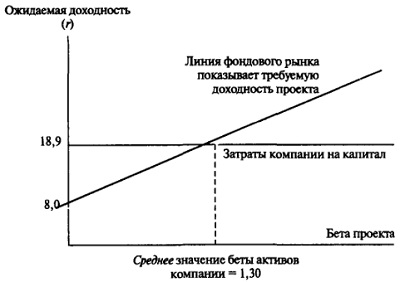 Ожидаемая доходность
(r)
Линия фондового рынка
показывает требуемую
доходность проекта
18,9
Затраты компании на капитал
8,0
Бета проекта
Среднее значение беты активов
компании = 1,30